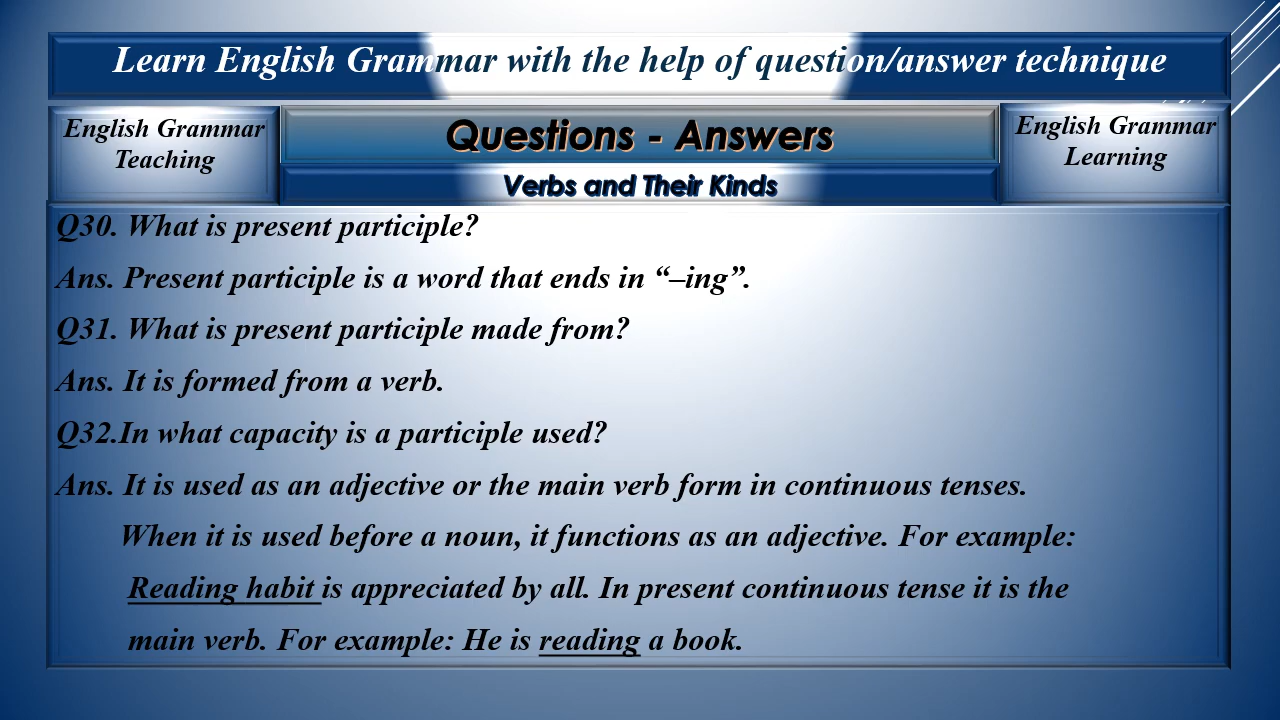 Learn English Grammar with the help of question/answer technique
English Grammar
Teaching
Questions - Answers
Verbs and Their Kinds
English Grammar
Learning
Q30. What is present participle?
Ans. Present participle is a word that ends in “–ing”.
Q31. What is present participle made from?
Ans. It is formed from a verb.
Q32.In what capacity is a participle used?
Ans. It is used as an adjective or the main verb form in continuous tenses.
When it is used before a noun, it functions as an adjective. For example:
Reading habit is appreciated by all. In present continuous tense it is the
main verb. For example: He is reading a book.